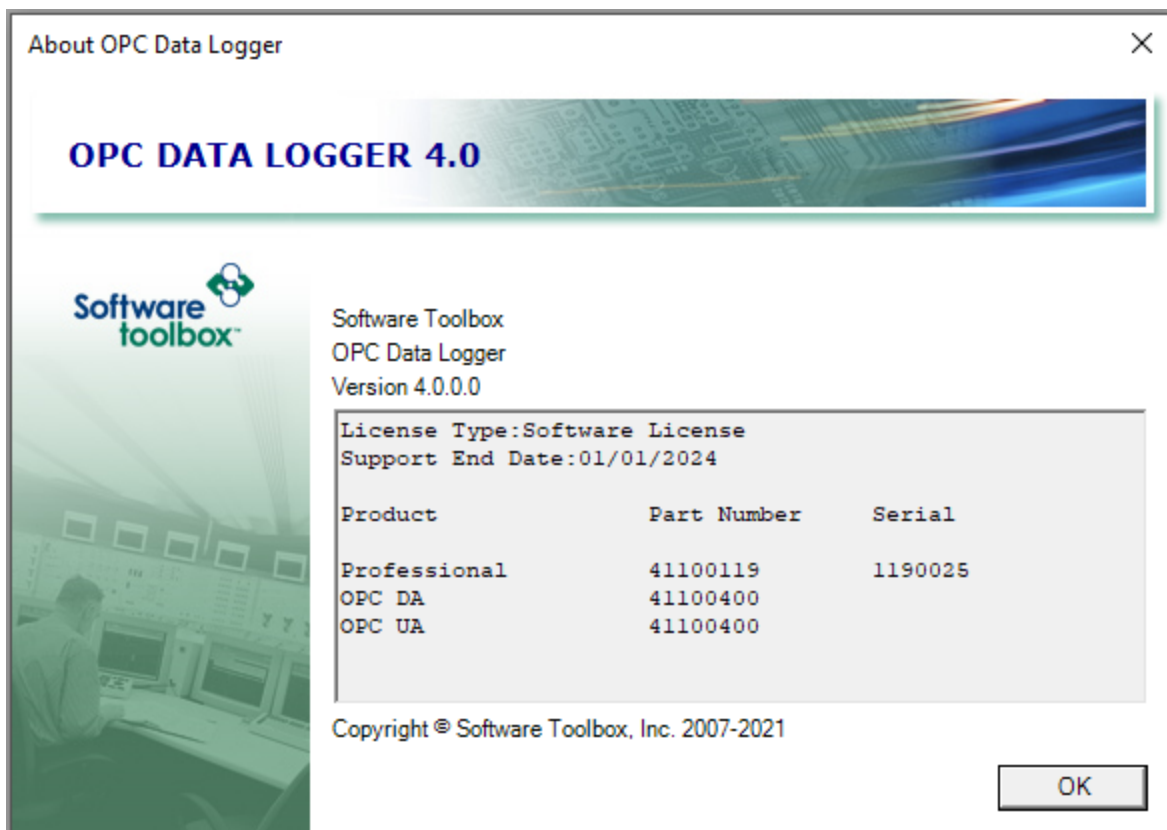 About OPC Data Logger
OPC DATA LOGGER 4.0
Software
toolbox™
Software Toolbox
OPC Data Logger
Version 4.0.0.0
License Type:Software License
Support End Date:01/01/2024
Product Part Number Serial
Professional 41100119 1190025
OPC DA 41100400
OPC UA 41100400
Copyright © Software Toolbox, Inc. 2007-2021
OK